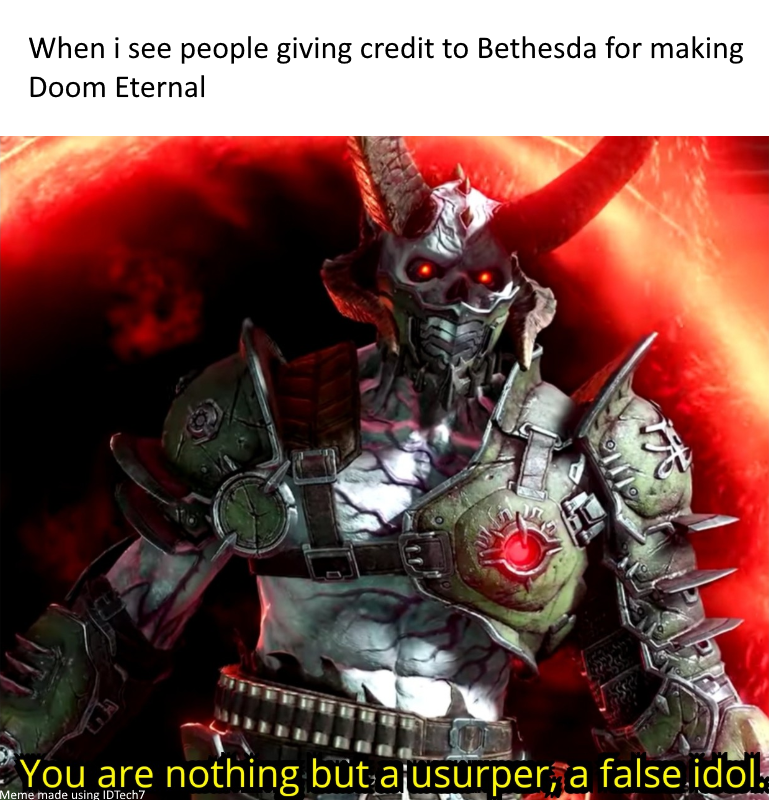 When i see people giving credit to Bethesda for making
Doom Eternal
You are nothing but a usurper, a false idol.
Meme made using IDTech7